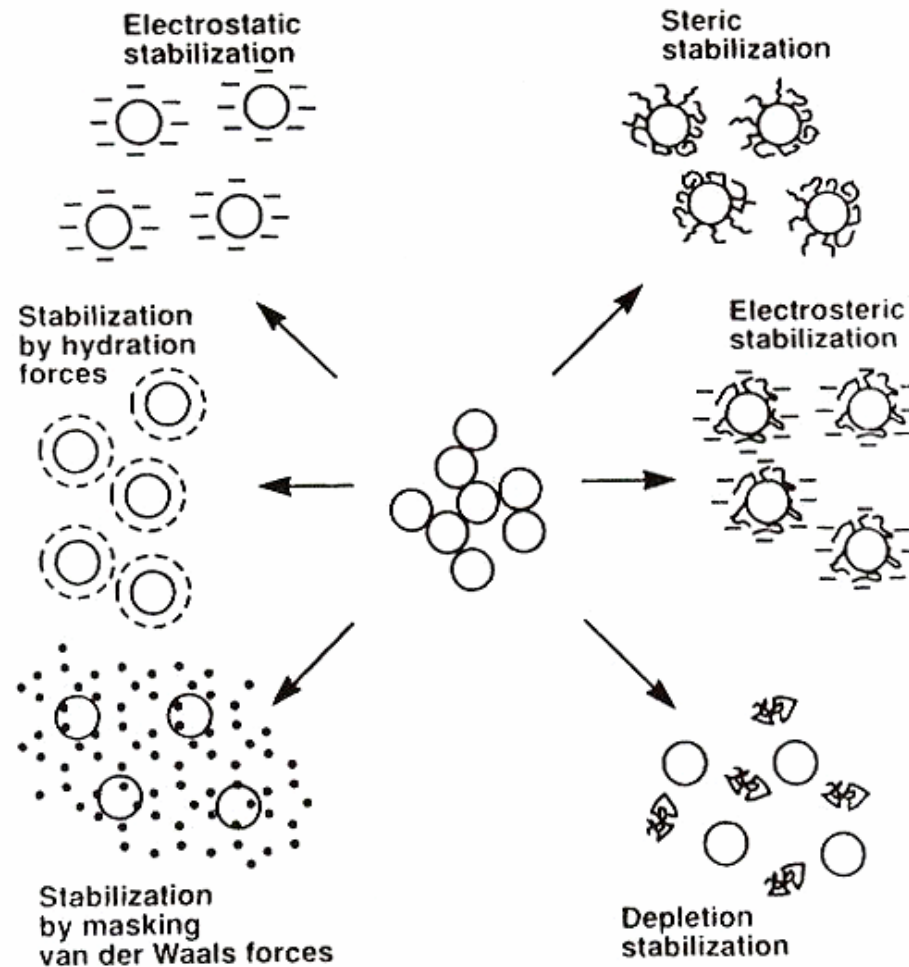 Electrostatic
stabilization
Steric
stabilization
Stabilization
by hydration
forces
Electrosteric
stabilization
Stabilization
by masking
van der Waals forces
Depletion
stabilization